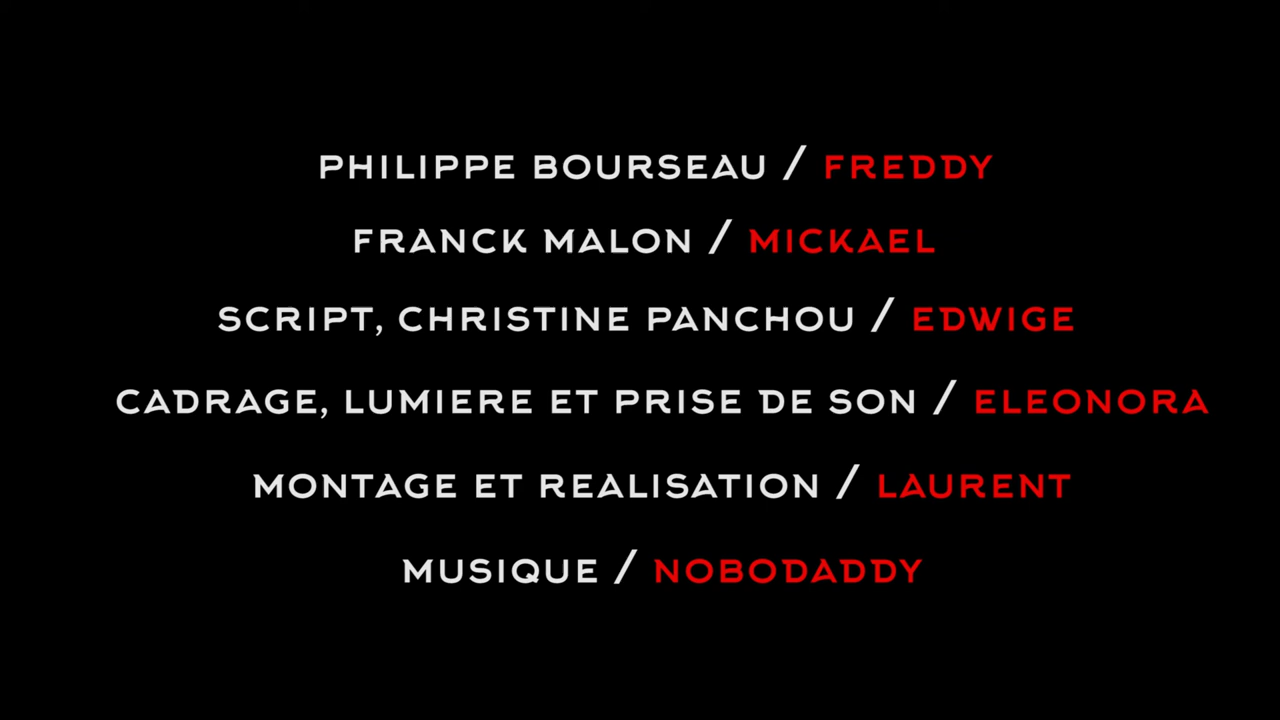 PHILIPPE BOURSEAU / FREDDY
FRANCK MALON / MICKAEL
SCRIPT, CHRISTINE PANCHOU / EDWIGE
CADRAGE, LUMIERE ET PRISE DE SON / ELEONORA
MONTAGE ET REALISATION / LAURENT
MUSIQUE / NOBODADDY